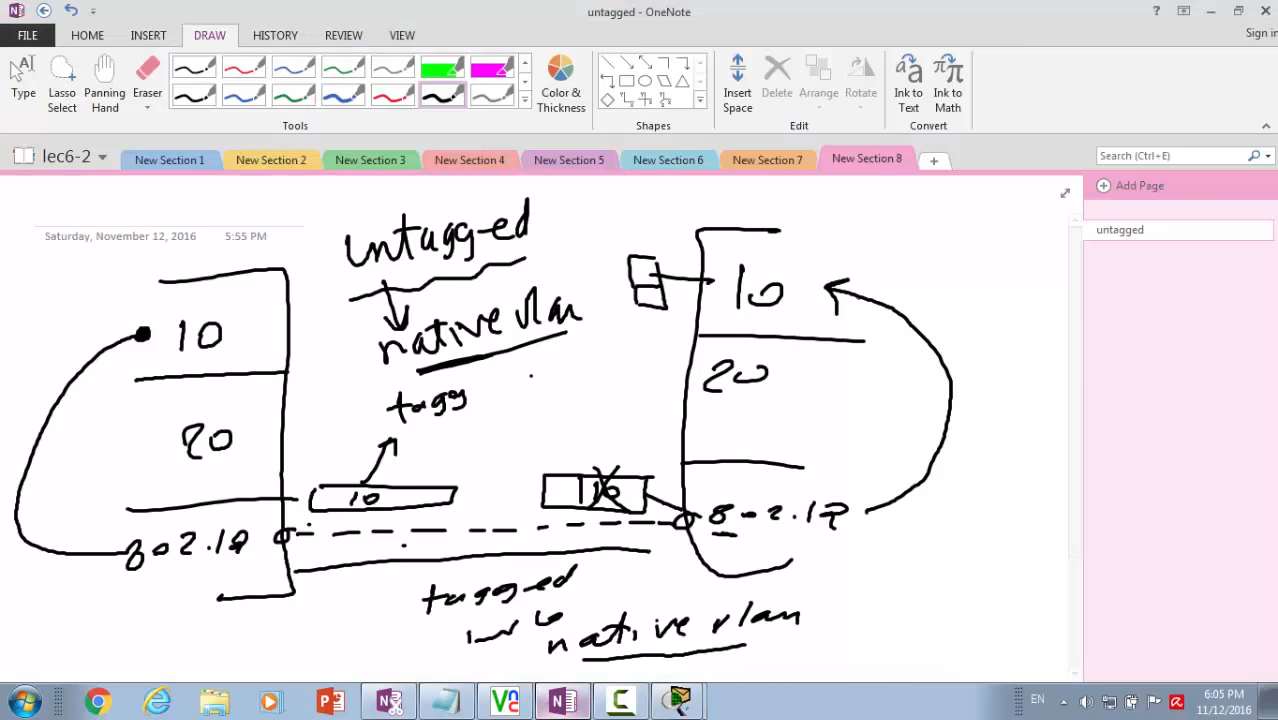 untagged - OneNote
Sign in
FILE HOME INSERT DRAW HISTORY REVIEW VIEW
Type
Lasso Select
Panning Hand
Eraser
Color & Thickness
Insert Space
Delete
Arrange
Rotate
Ink to Text
Ink to Math
Tools
Shapes
Edit
Convert
lec6-2
New Section 1
New Section 2
New Section 3
New Section 4
New Section 5
New Section 6
New Section 7
New Section 8
Search (Ctrl+E)
Add Page
untagged
Saturday, November 12, 2016 5:55 PM
untagged
native vlan
tagg
10
20
10
20
10
10
802.1Q
802.1Q
tagged
native vlan
EN
6:05 PM
11/12/2016